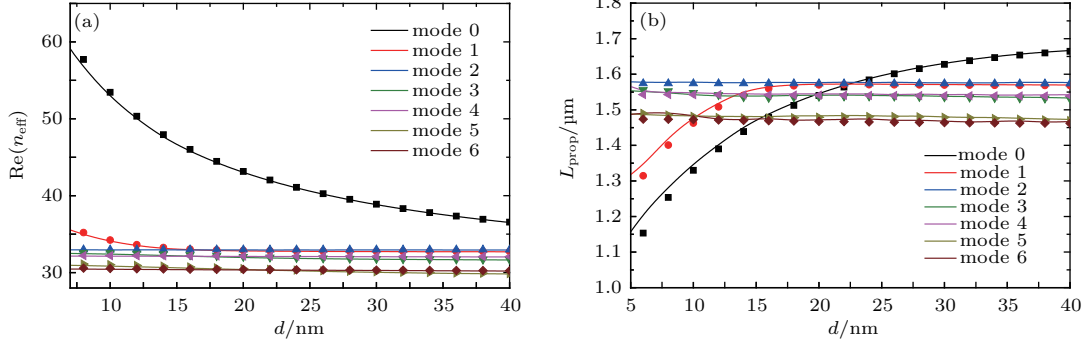 (a)
mode 0
mode 1
mode 2
mode 3
mode 4
mode 5
mode 6
60
50
40
30
Re(neff)
10 15 20 25 30 35 40
d/nm
(b)
1.8
1.7
1.6
1.5
1.4
1.3
1.2
1.1
1.0
Lprop/μm
mode 0
mode 1
mode 2
mode 3
mode 4
mode 5
mode 6
5 10 15 20 25 30 35 40
d/nm